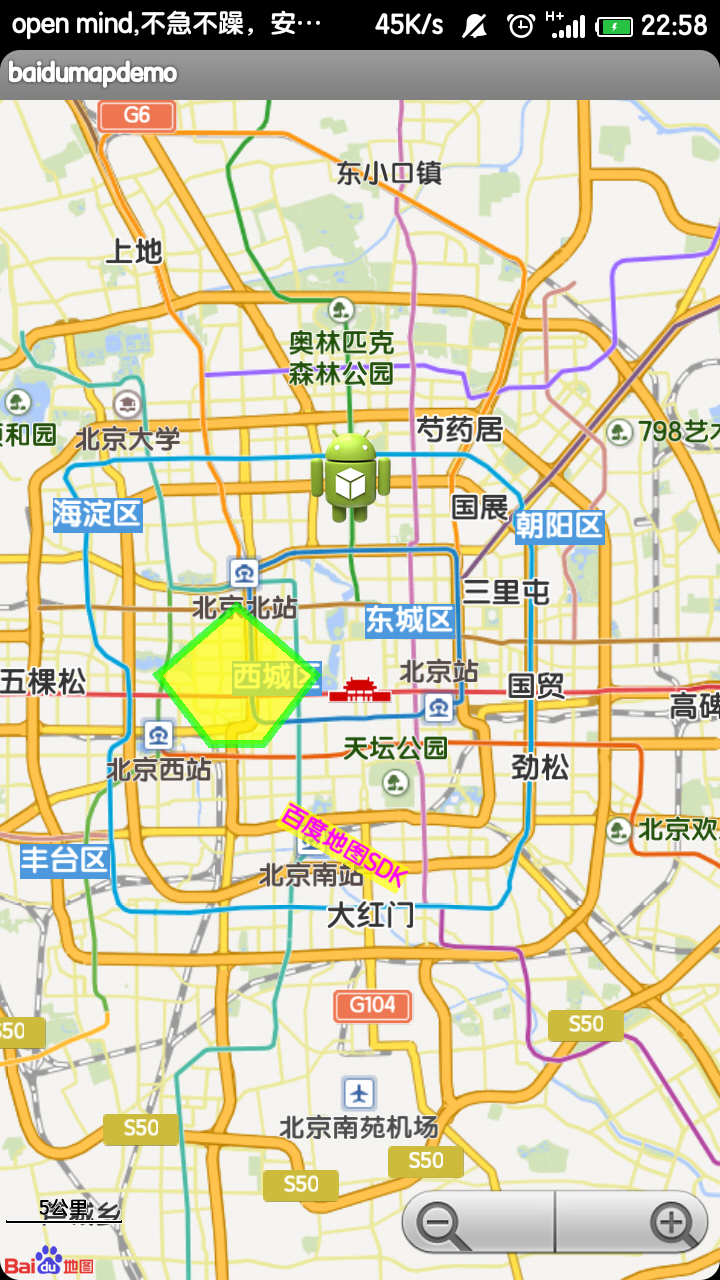 open mind,不急不躁，安…
45K/s
H+
22:58
baidumapdemo
G6
东小口镇
上地
奥林匹克
森林公园
芍药居
和园
北京大学
798艺
海淀区
国展
朝阳区
三里屯
北京北站
东城区
西城区
北京站
五棵松
国贸
高碑
天坛公园
北京西站
劲松
百度地图SDK
北京欢
丰台区
北京南站
大红门
G104
S50
S50
S50
北京南苑机场
S50
S50
5公里
Baidu地图